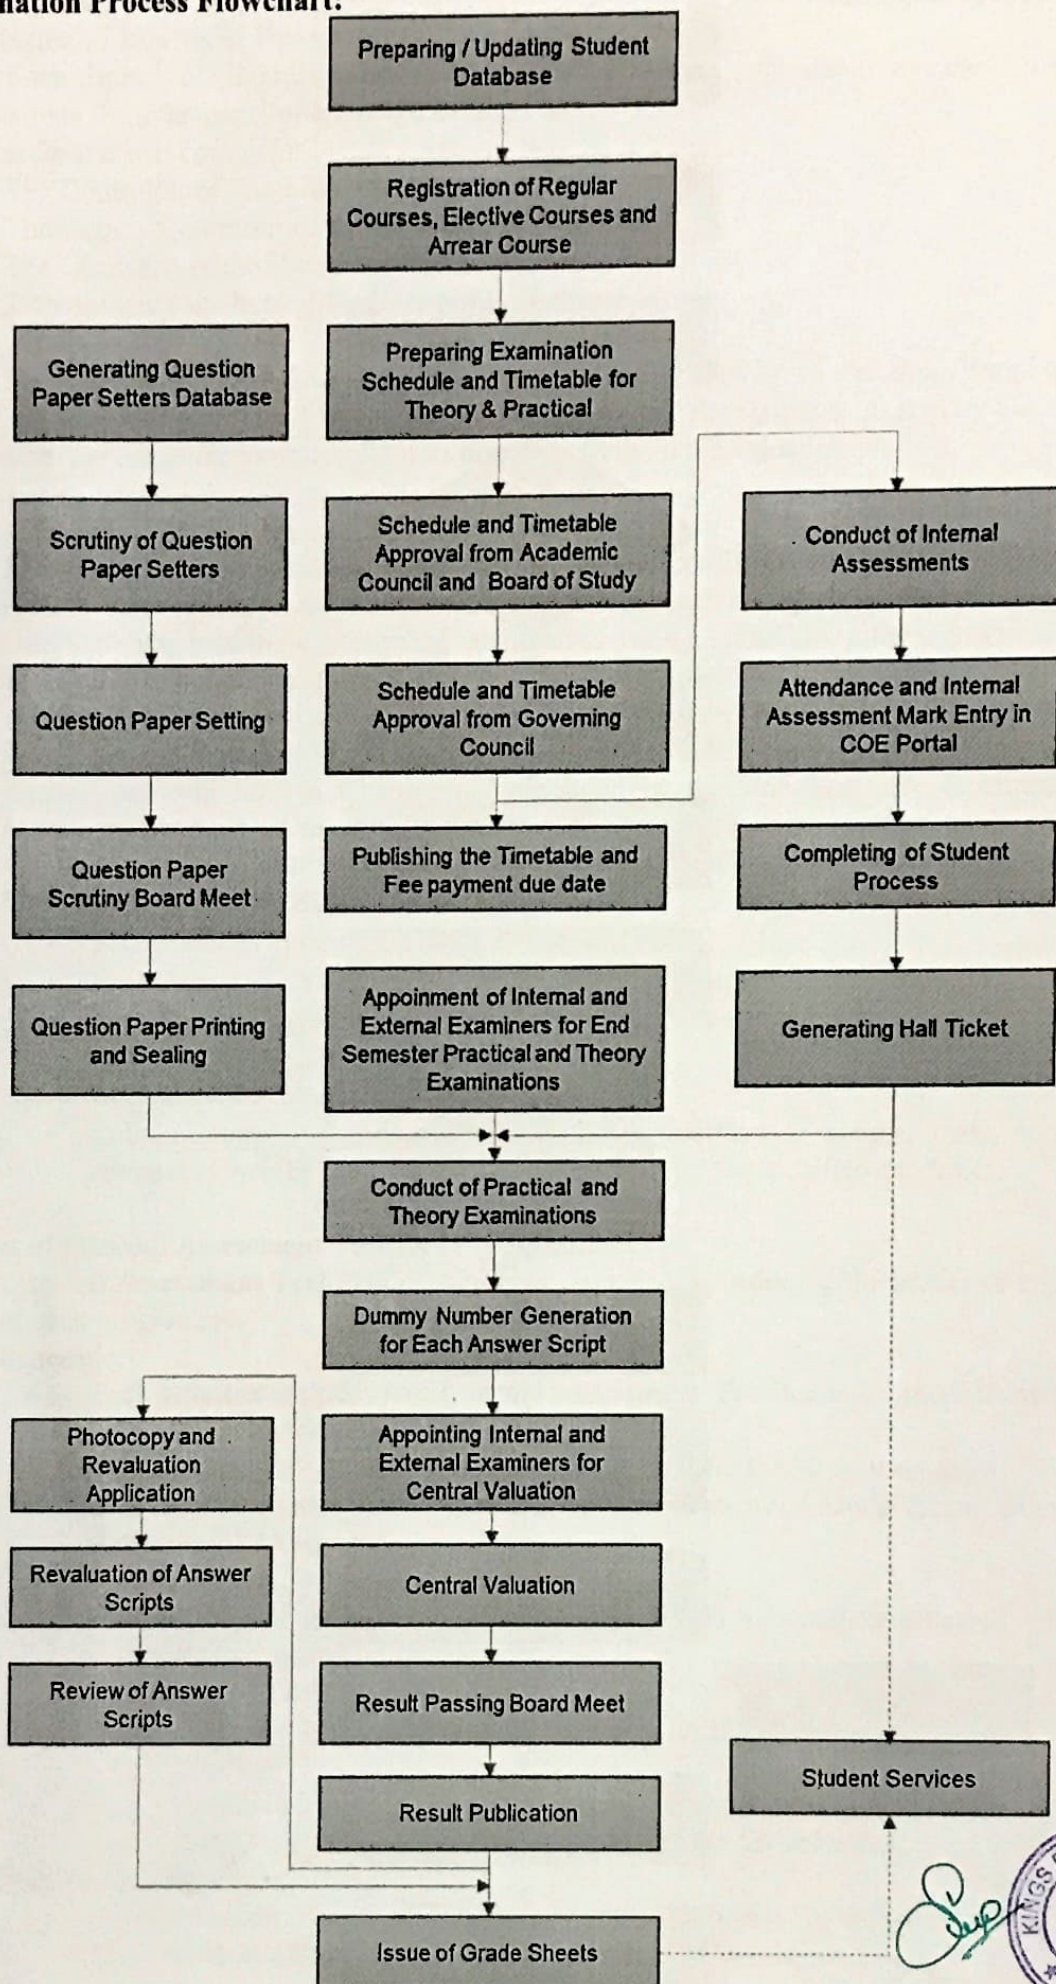 nation Process Flowchart:
Preparing / Updating Student
Database
Registration of Regular
Courses, Elective Courses and
Arrear Course
Generating Question
Paper Setters Database
Preparing Examination
Schedule and Timetable for
Theory & Practical
Scrutiny of Question
Paper Setters
Schedule and Timetable
Approval from Academic
Council and Board of Study
Conduct of Internal
Assessments
Question Paper Setting
Schedule and Timetable
Approval from Governing
Council
Attendance and Internal
Assessment Mark Entry in
COE Portal
Question Paper
Scrutiny Board Meet
Publishing the Timetable and
Fee payment due date
Completing of Student
Process
Question Paper Printing
and Sealing
Appoinment of Internal and
External Examiners for End
Semester Practical and Theory
Examinations
Generating Hall Ticket
Conduct of Practical and
Theory Examinations
Dummy Number Generation
for Each Answer Script
Photocopy and
Revaluation
Application
Appointing Internal and
External Examiners for
Central Valuation
Revaluation of Answer
Scripts
Central Valuation
Review of Answer
Scripts
Result Passing Board Meet
Student Services
Result Publication
Issue of Grade Sheets
KINGS